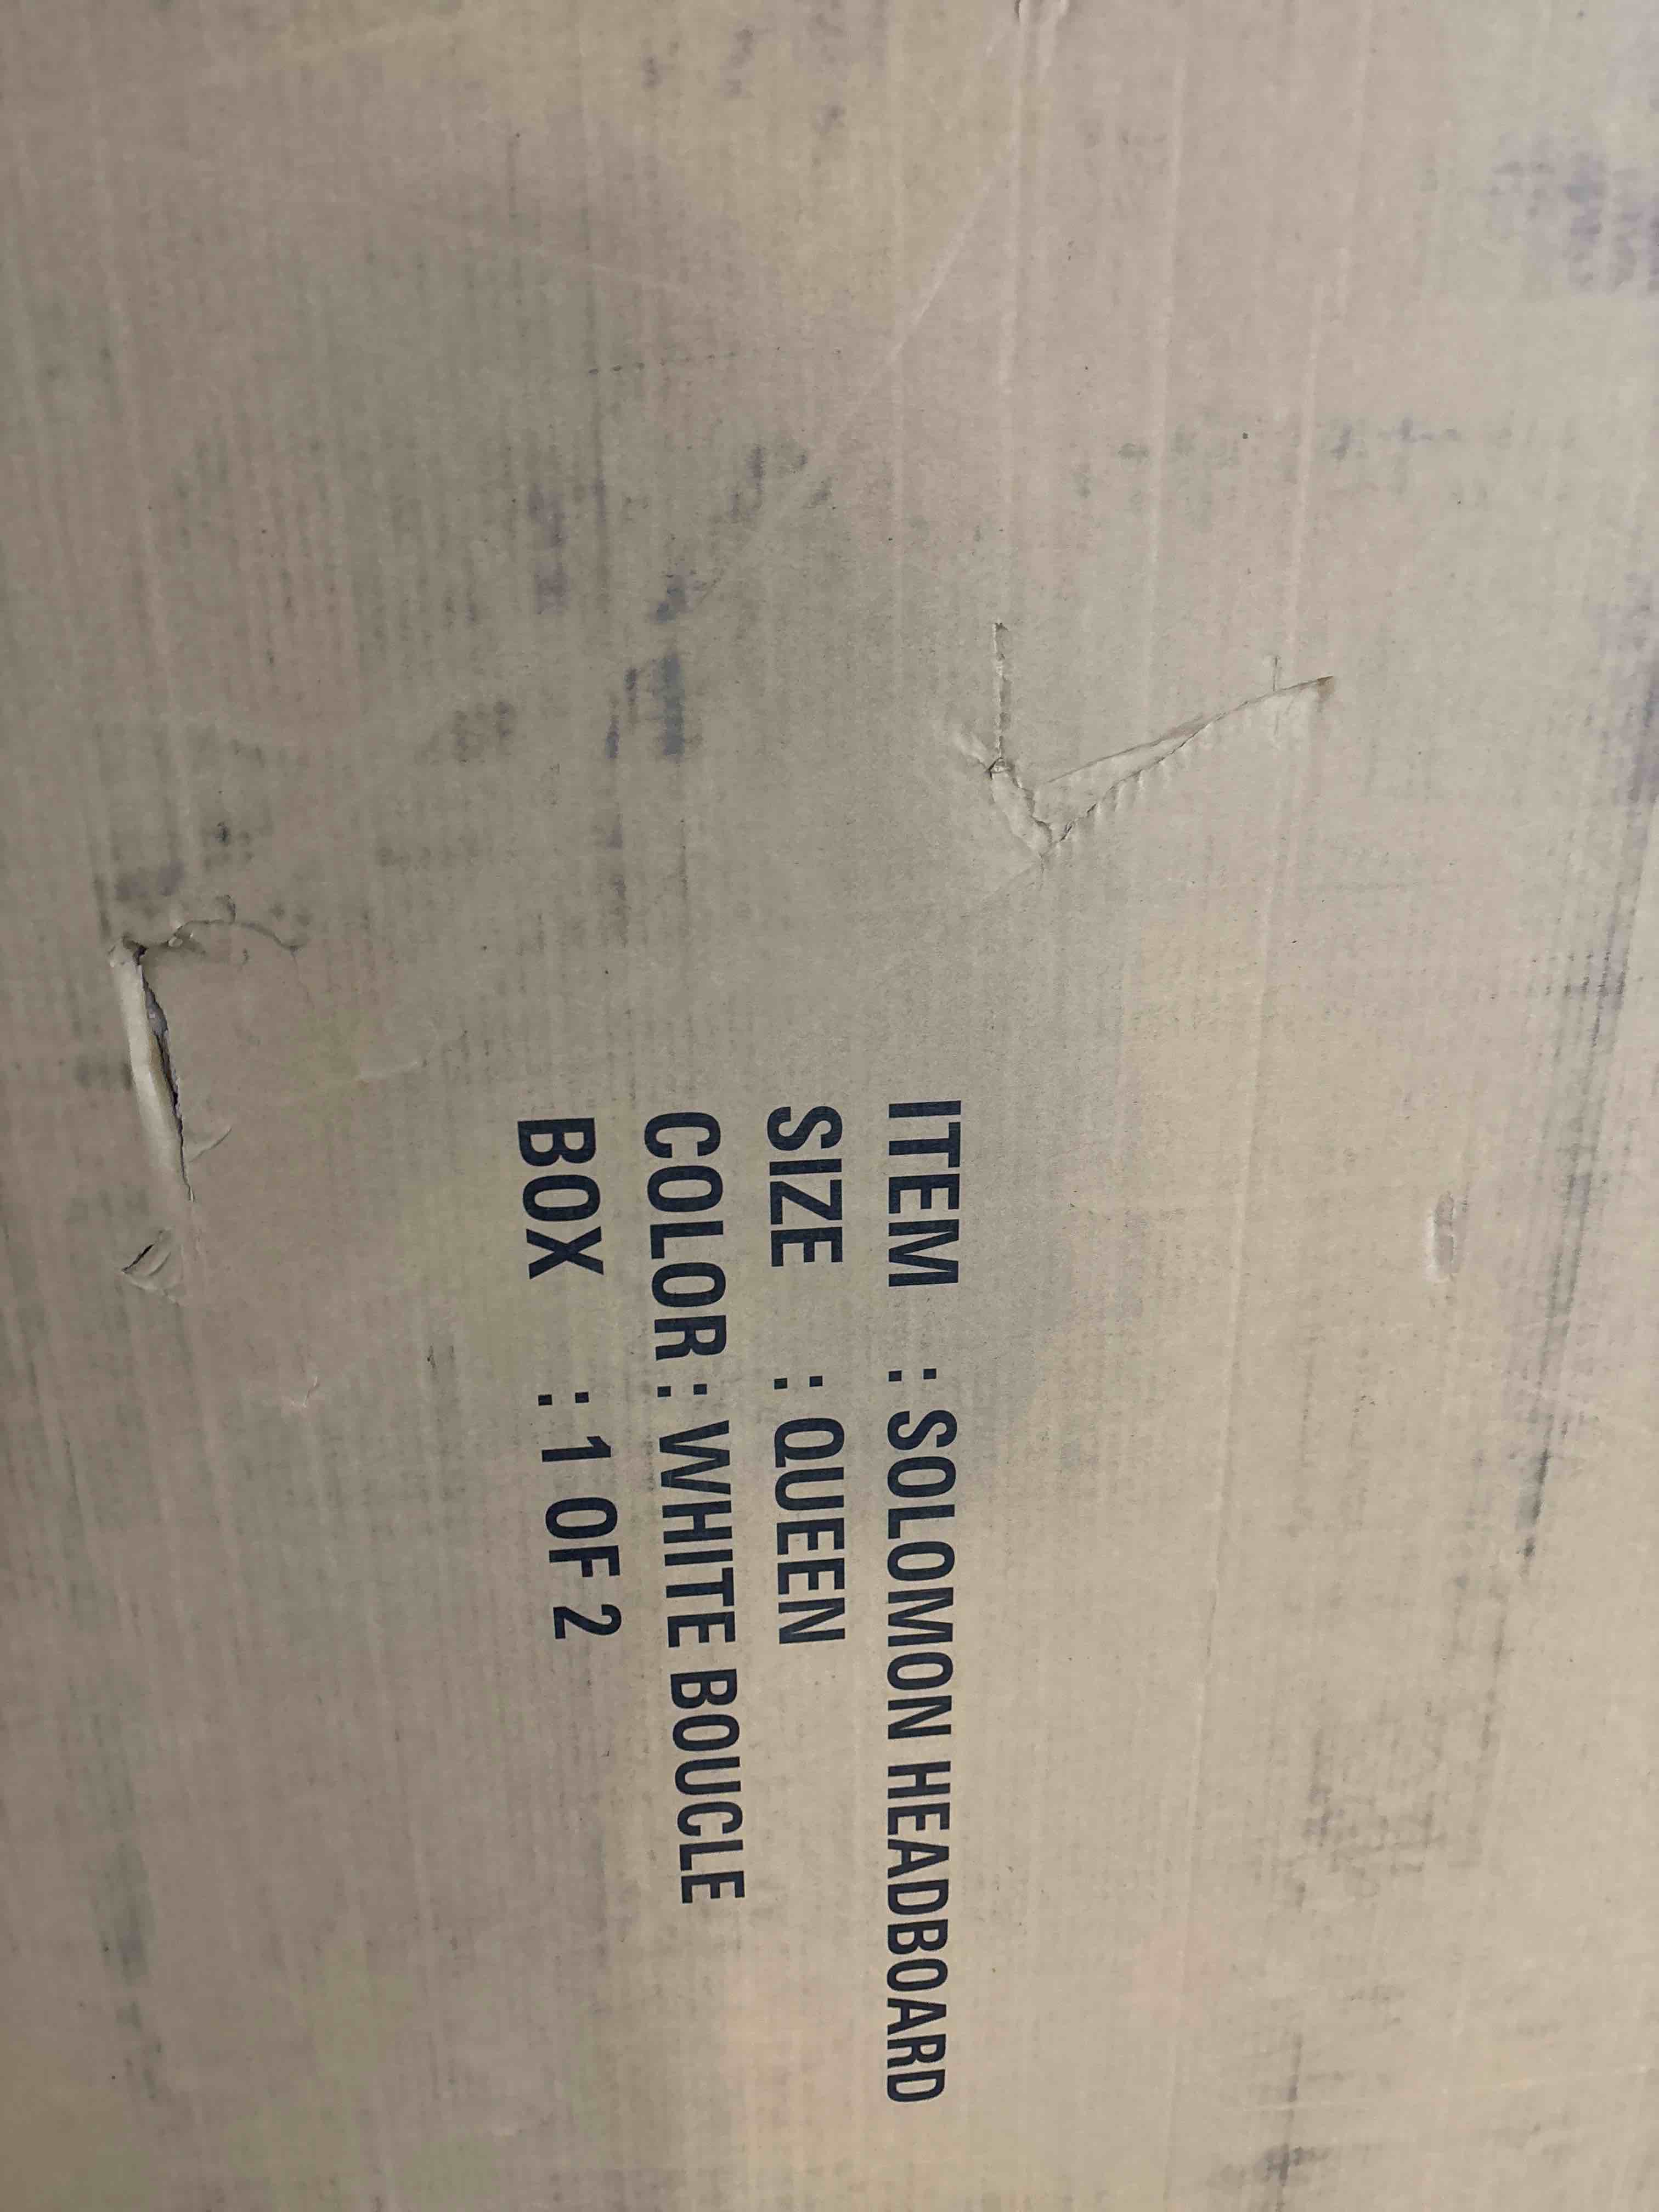 ITEM : SOLOMON HEADBOARD
SIZE : QUEEN
COLOR : WHITE BOUCLE
BOX : 1 OF 2